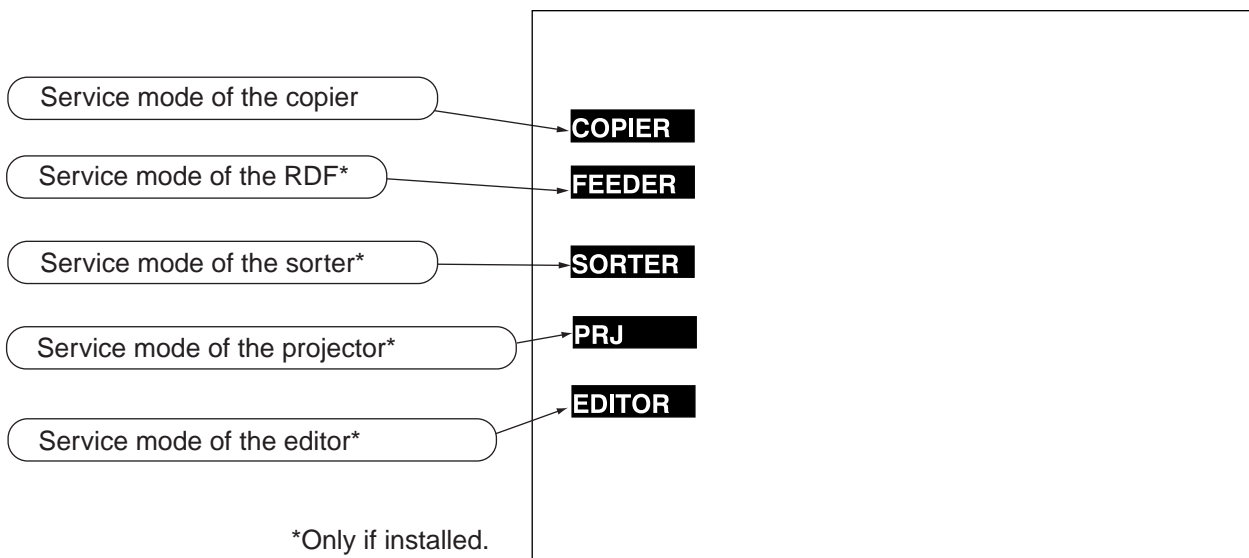 Service mode of the copier
COPIER
Service mode of the RDF*
FEEDER
Service mode of the sorter*
SORTER
Service mode of the projector*
PRJ
Service mode of the editor*
EDITOR
*Only if installed.